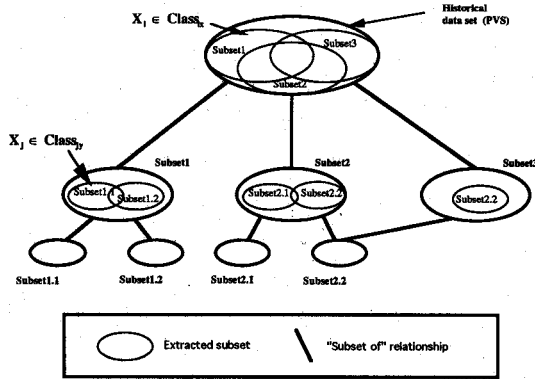 X_i ∈ Class_ix
Historical
data set (PVS)
Subset1
Subset3
Subset2
X_j ∈ Class_jy
Subset1
Subset2
Subset3
Subset1.1
Subset1.2
Subset2.1
Subset2.2
Subset2.2
Subset1.1
Subset1.2
Subset2.1
Subset2.2
Extracted subset
"Subset of" relationship